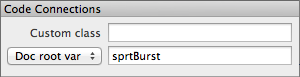 Code Connections
Custom class
Doc root var sprtBurst